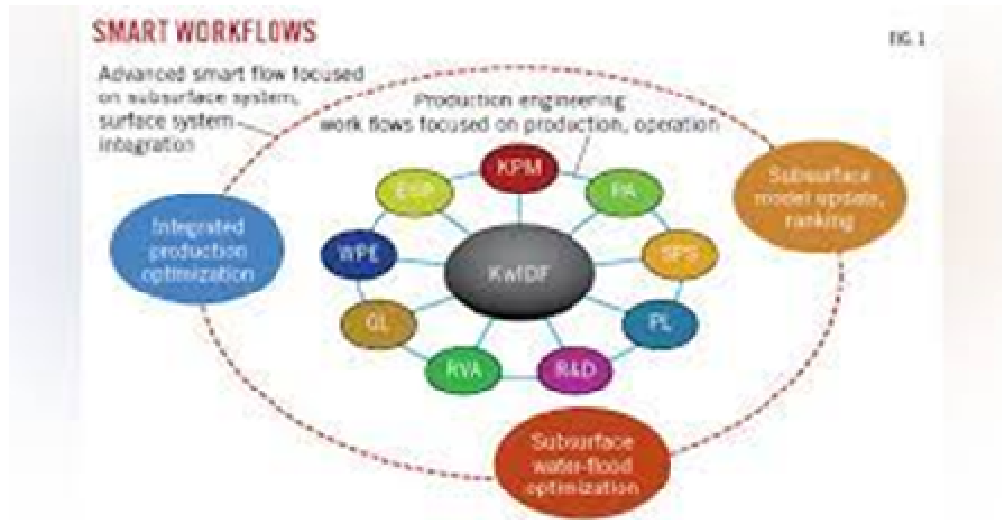 SMART WORKFLOWS
FIG. 1
Advanced smart flow focused
on subsurface system,
surface system
integration
Production engineering
work flows focused on production, operation
KPM
ESP
PA
Subsurface
model update,
ranking
Integrated
production
optimization
WPE
SPS
KwIDF
GL
PL
RVA
R&D
Subsurface
water-flood
optimization